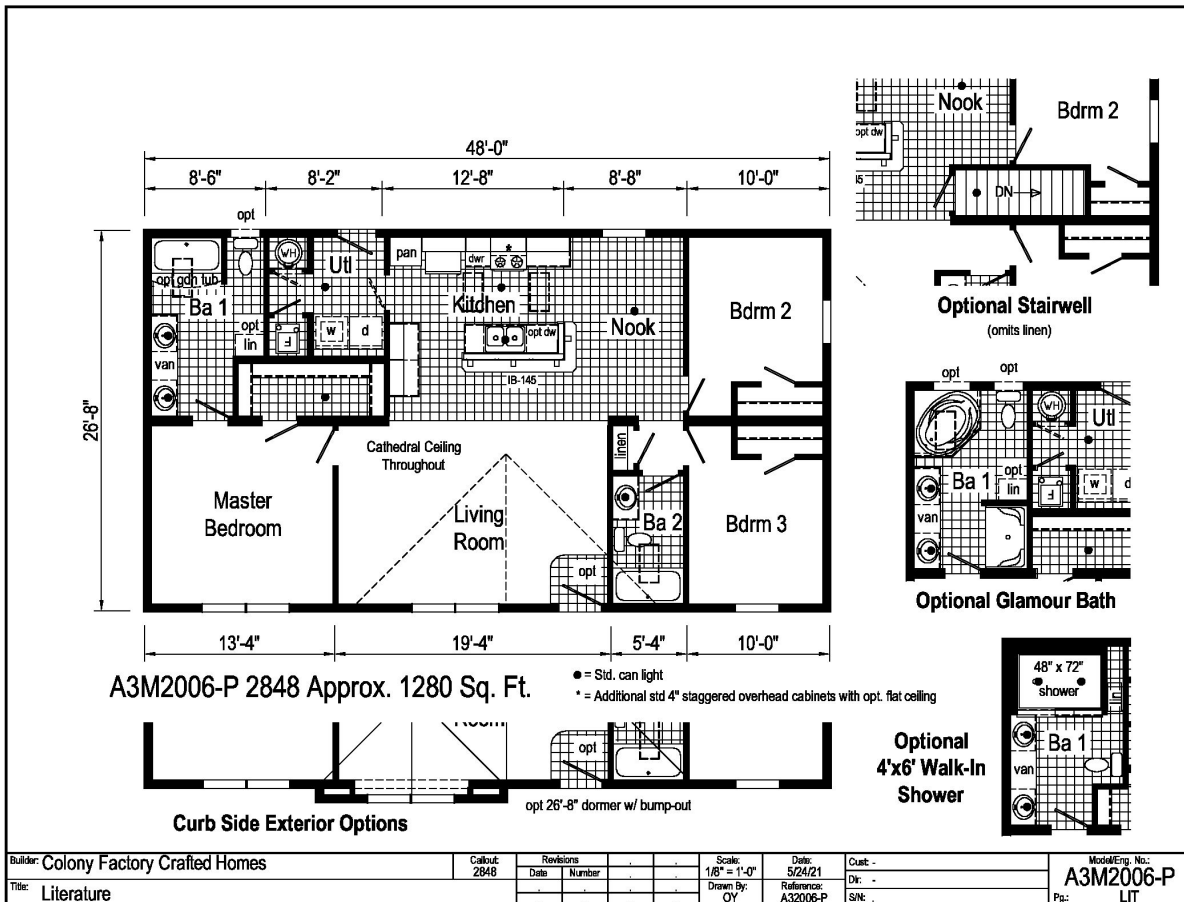 48'-0"
8'-6" 8'-2" 12'-8" 8'-8" 10'-0"
26'-8"
opt
WH
Utl
pan
dwr
*
opt gdn tub
Ba 1
Kitchen
Nook
Bdrm 2
opt lin
van
F
w d
opt dw
IB-145
Cathedral Ceiling
Throughout
linen
Master
Bedroom
Living
Room
Ba 2
Bdrm 3
opt
13'-4" 19'-4" 5'-4" 10'-0"
A3M2006-P 2848 Approx. 1280 Sq. Ft.
● = Std. can light
* = Additional std 4" staggered overhead cabinets with opt. flat ceiling
Room
opt
opt 26'-8" dormer w/ bump-out
Curb Side Exterior Options
Nook
Bdrm 2
opt dw
DN
Optional Stairwell
(omits linen)
opt
opt
WH
Utl
Ba 1
opt
lin
van
F
w d
Optional Glamour Bath
48" x 72"
shower
lin
Ba 1
van
Optional
4'x6' Walk-In
Shower
Builder: Colony Factory Crafted Homes
Title: Literature
Callout:
2848
Revisions
Date Number
Scale:
1/8" = 1'-0"
Drawn By:
OY
Date:
5/24/21
Reference:
A32006-P
Cust: -
Dir: -
S/N: .
Model/Eng. No.:
A3M2006-P
Pg.: LIT